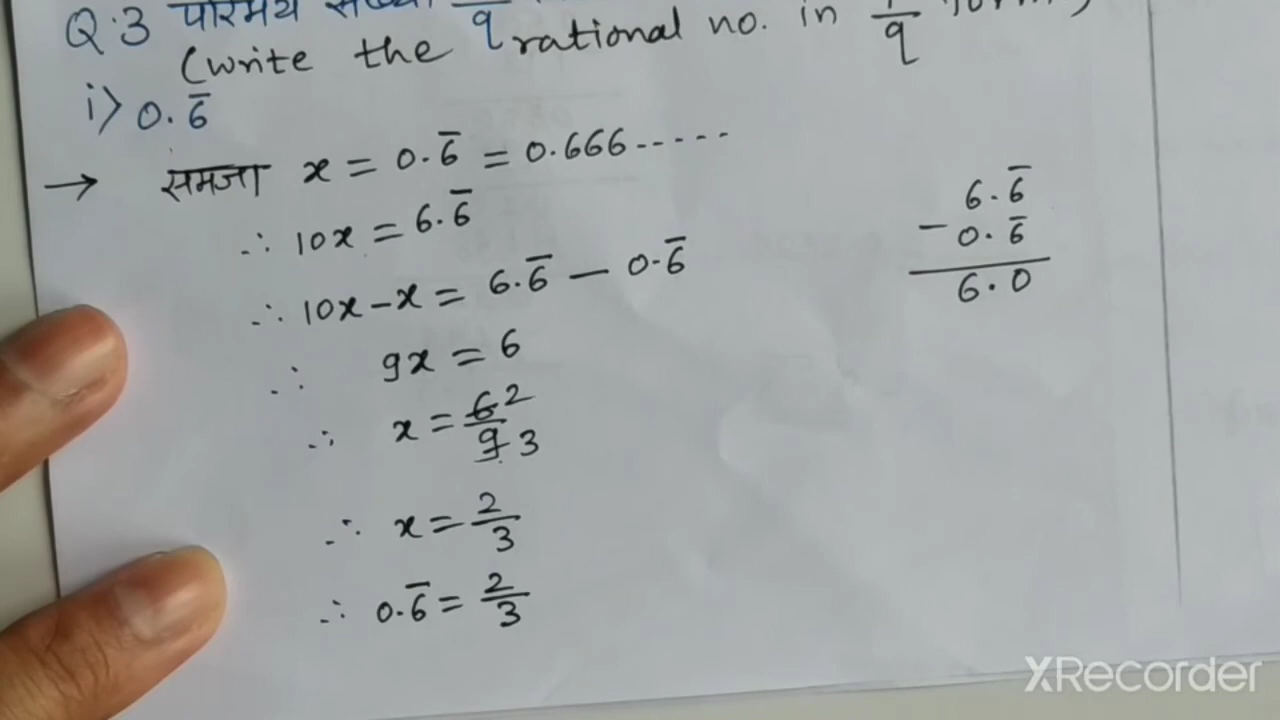 Q.3 परिमेय संख्या q
(write the rational no. in p/q form)
i) 0.6̅
→ समजा x = 0.6̅ = 0.666.....
∴ 10x = 6.6̅
∴ 10x - x = 6.6̅ - 0.6̅
6.6̅
- 0.6̅
6.0
∴ 9x = 6
∴ x = 6/9 2/3
∴ x = 2/3
∴ 0.6̅ = 2/3
XRecorder